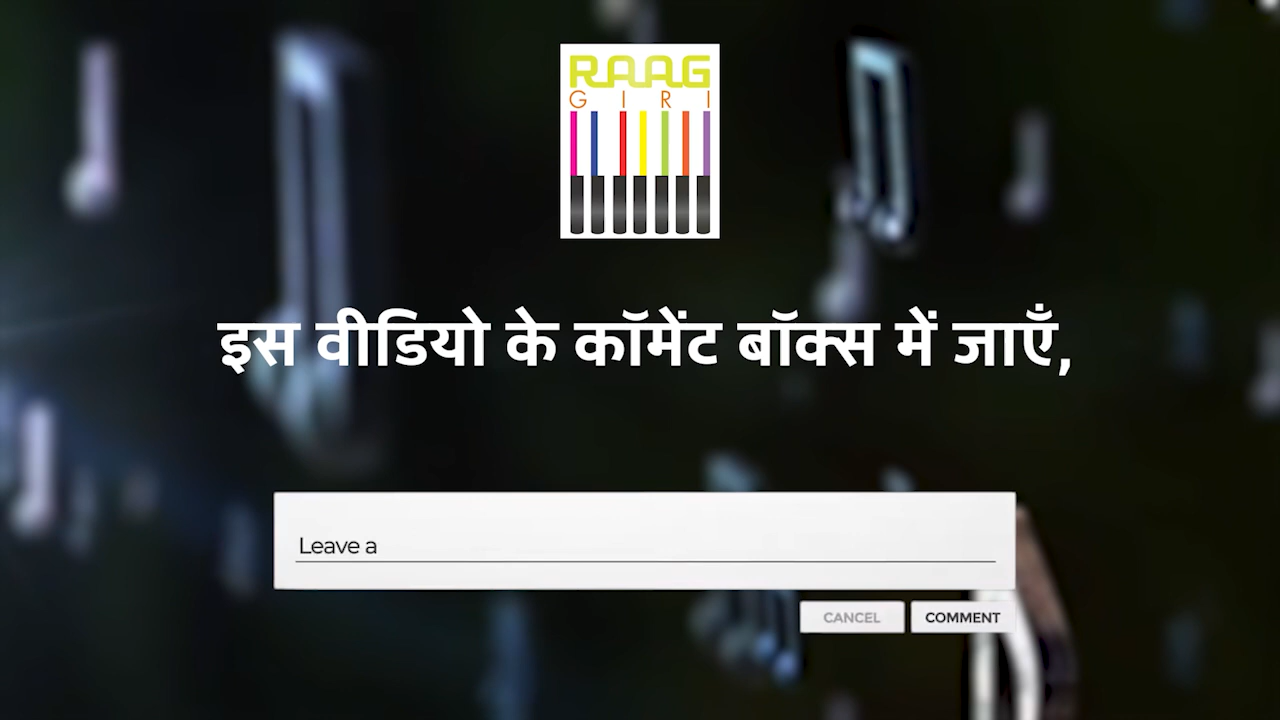 RAAG
GIRI
इस वीडियो के कॉमेंट बॉक्स में जाएँ,
Leave a
CANCEL COMMENT